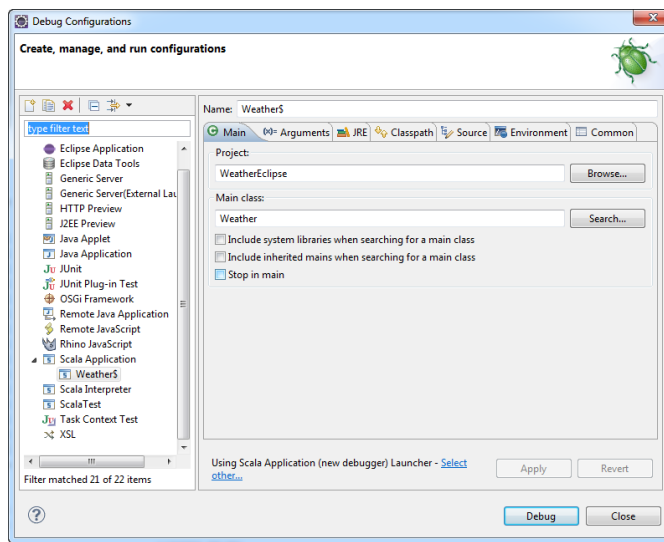 Debug Configurations
Create, manage, and run configurations
type filter text
Eclipse Application
Eclipse Data Tools
Generic Server
Generic Server(External Lau
HTTP Preview
J2EE Preview
Java Applet
Java Application
JUnit
JUnit Plug-in Test
OSGi Framework
Remote Java Application
Remote JavaScript
Rhino JavaScript
Scala Application
Weather$
Scala Interpreter
ScalaTest
Task Context Test
XSL
Filter matched 21 of 22 items
Name: Weather$
Main (x)= Arguments JRE Classpath Source Environment Common
Project:
WeatherEclipse Browse...
Main class:
Weather Search...
Include system libraries when searching for a main class
Include inherited mains when searching for a main class
Stop in main
Using Scala Application (new debugger) Launcher - Select
other...
Apply Revert
Debug Close